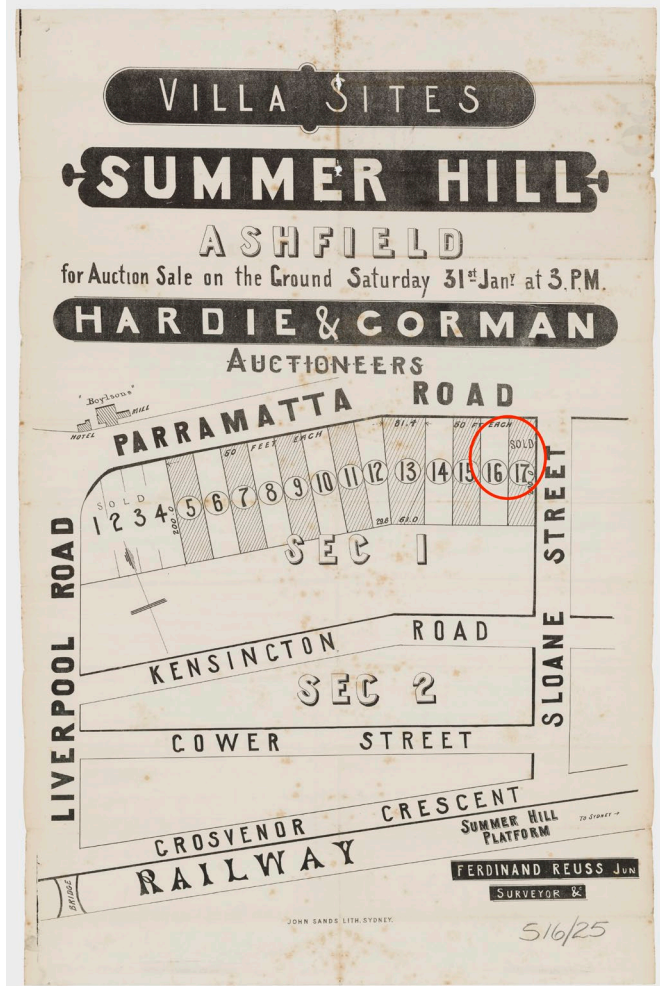 VILLA SITES
SUMMER HILL
ASHFIELD
for Auction Sale on the Ground Saturday 31st Jany at 3. P.M.
HARDIE & GORMAN
AUCTIONEERS
"Boylsons"
HILL
HOTEL
PARRAMATTA ROAD
81.4 50 FT EACH
50 FEET EACH
SOLD
SOLD
1 2 3 4 5 6 7 8 9 10 11 12 13 14 15 16 17
200.0
61.0
SEC 1
LIVERPOOL ROAD
SLOANE STREET
KENSINGTON ROAD
SEC 2
GOWER STREET
GROSVENOR CRESCENT
SUMMER HILL
PLATFORM
TO SYDNEY
RAILWAY
BRIDGE
FERDINAND REUSS JUN
SURVEYOR &c
JOHN SANDS LITH. SYDNEY.
S16/25